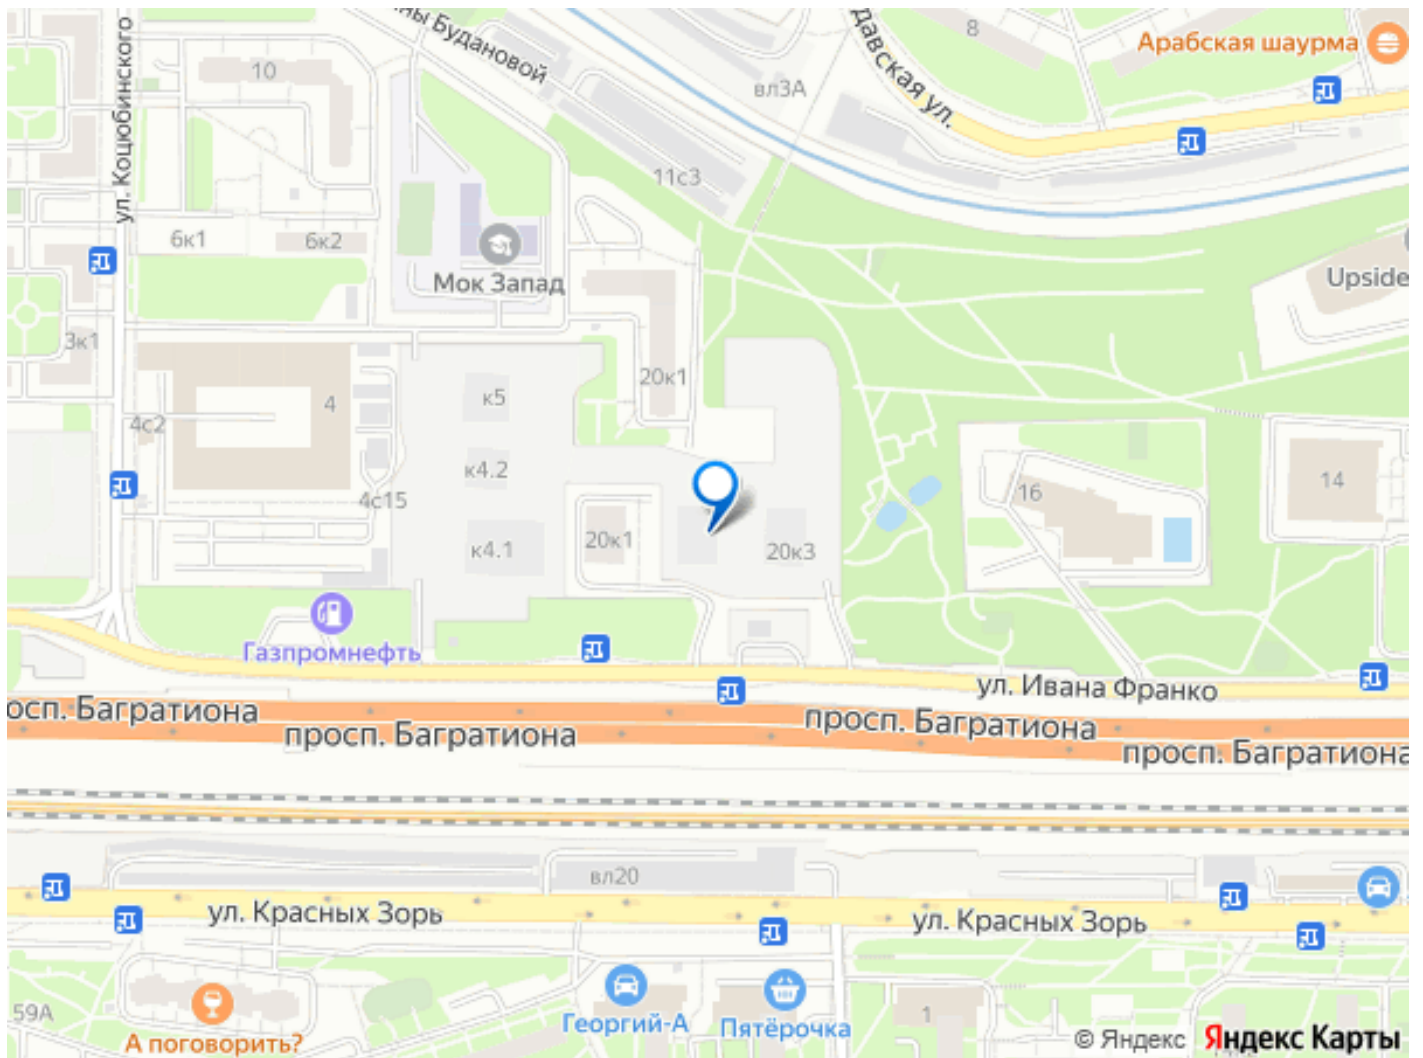 ны Будановой
давская ул.
8
Арабская шаурма
ул. Коцюбинского
10
вл3А
11с3
6к1
6к2
Мок Запад
Upside
3к1
20к1
к5
4
4с2
к4.2
4с15
16
14
к4.1
20к1
20к3
Газпромнефть
ул. Ивана Франко
осп. Багратиона
просп. Багратиона
просп. Багратиона
просп. Багратиона
вл20
ул. Красных Зорь
ул. Красных Зорь
59А
А поговорить?
Георгий-А
Пятёрочка
1
© Яндекс Яндекс Карты